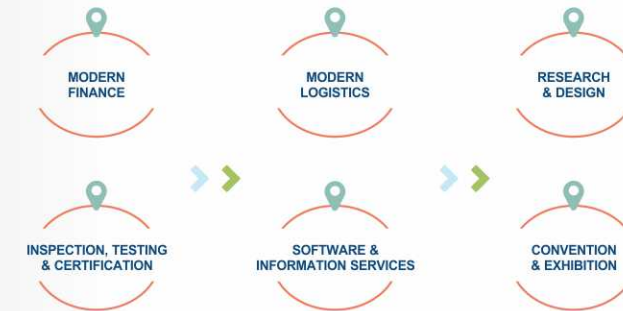 MODERN
FINANCE
MODERN
LOGISTICS
RESEARCH
& DESIGN
INSPECTION, TESTING
& CERTIFICATION
SOFTWARE &
INFORMATION SERVICES
CONVENTION
& EXHIBITION